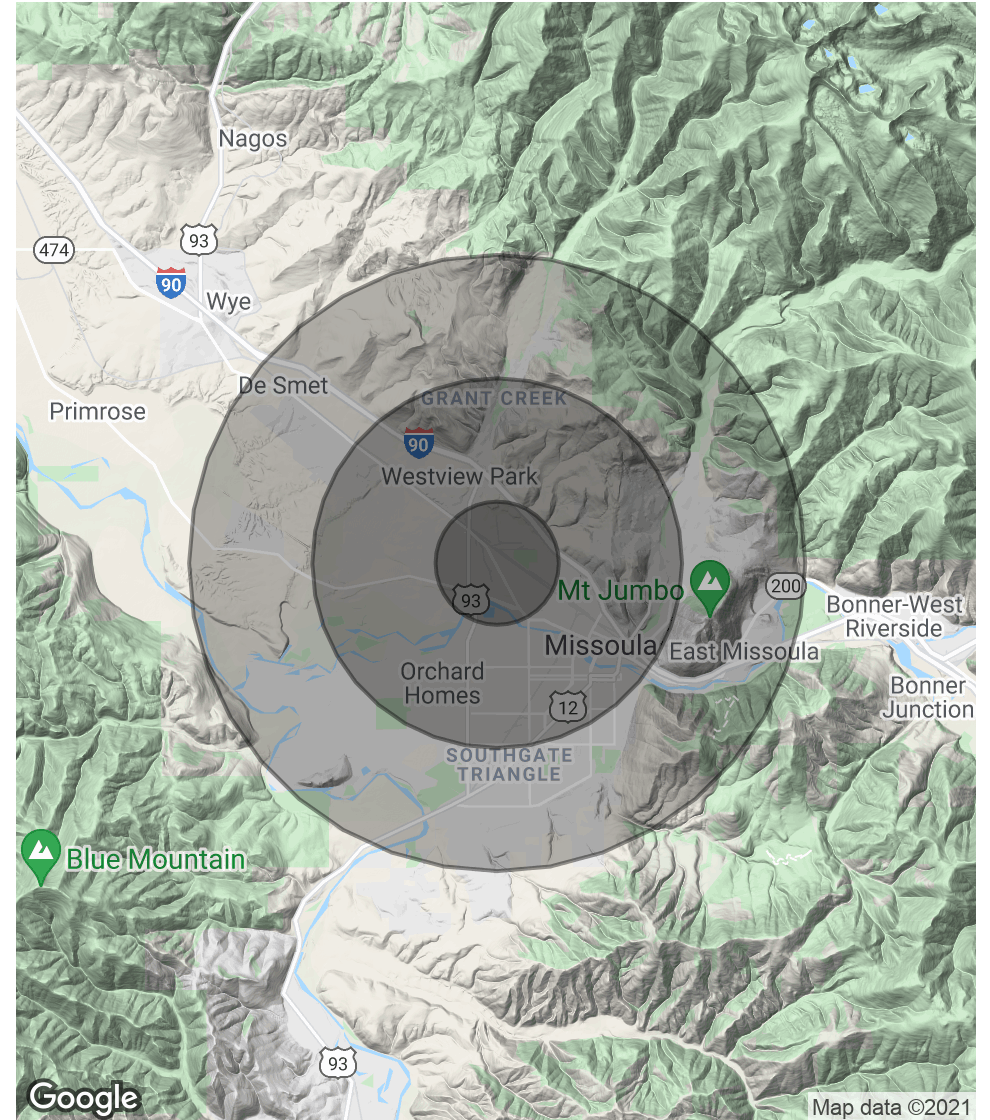 Nagos
93
474
90
Wye
De Smet
Primrose
GRANT CREEK
90
Westview Park
93
Mt Jumbo
200
Bonner-West
Riverside
Missoula
East Missoula
Orchard
Homes
12
Bonner
Junction
SOUTHGATE
TRIANGLE
Blue Mountain
93
Google
Map data ©2021